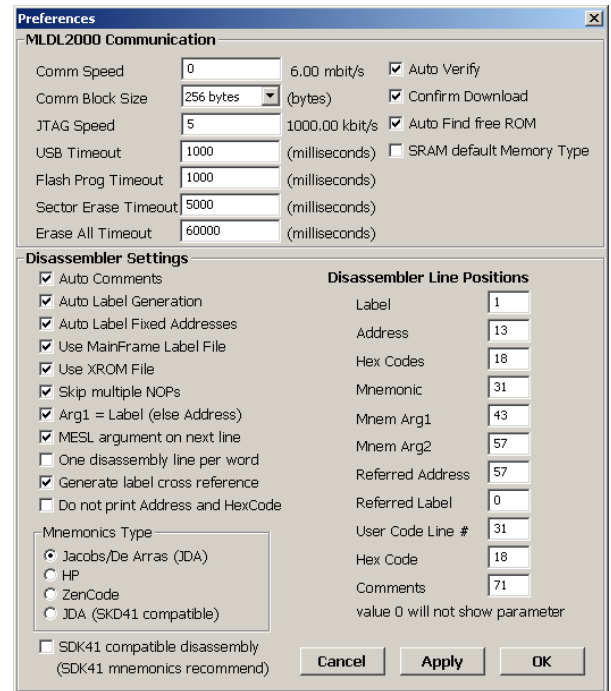 Preferences
MLDL2000 Communication
Comm Speed 0 6.00 mbit/s Auto Verify
Comm Block Size 256 bytes (bytes) Confirm Download
JTAG Speed 5 1000.00 kbit/s Auto Find free ROM
USB Timeout 1000 (milliseconds) SRAM default Memory Type
Flash Prog Timeout 1000 (milliseconds)
Sector Erase Timeout 5000 (milliseconds)
Erase All Timeout 60000 (milliseconds)
Disassembler Settings
Auto Comments
Auto Label Generation
Auto Label Fixed Addresses
Use MainFrame Label File
Use XROM File
Skip multiple NOPs
Arg1 = Label (else Address)
MESL argument on next line
One disassembly line per word
Generate label cross reference
Do not print Address and HexCode
Mnemonics Type
Jacobs/De Arras (JDA)
HP
ZenCode
JDA (SKD41 compatible)
SDK41 compatible disassembly
(SDK41 mnemonics recommend)
Disassembler Line Positions
Label 1
Address 13
Hex Codes 18
Mnemonic 31
Mnem Arg1 43
Mnem Arg2 57
Referred Address 57
Referred Label 0
User Code Line # 31
Hex Code 18
Comments 71
value 0 will not show parameter
Cancel Apply OK